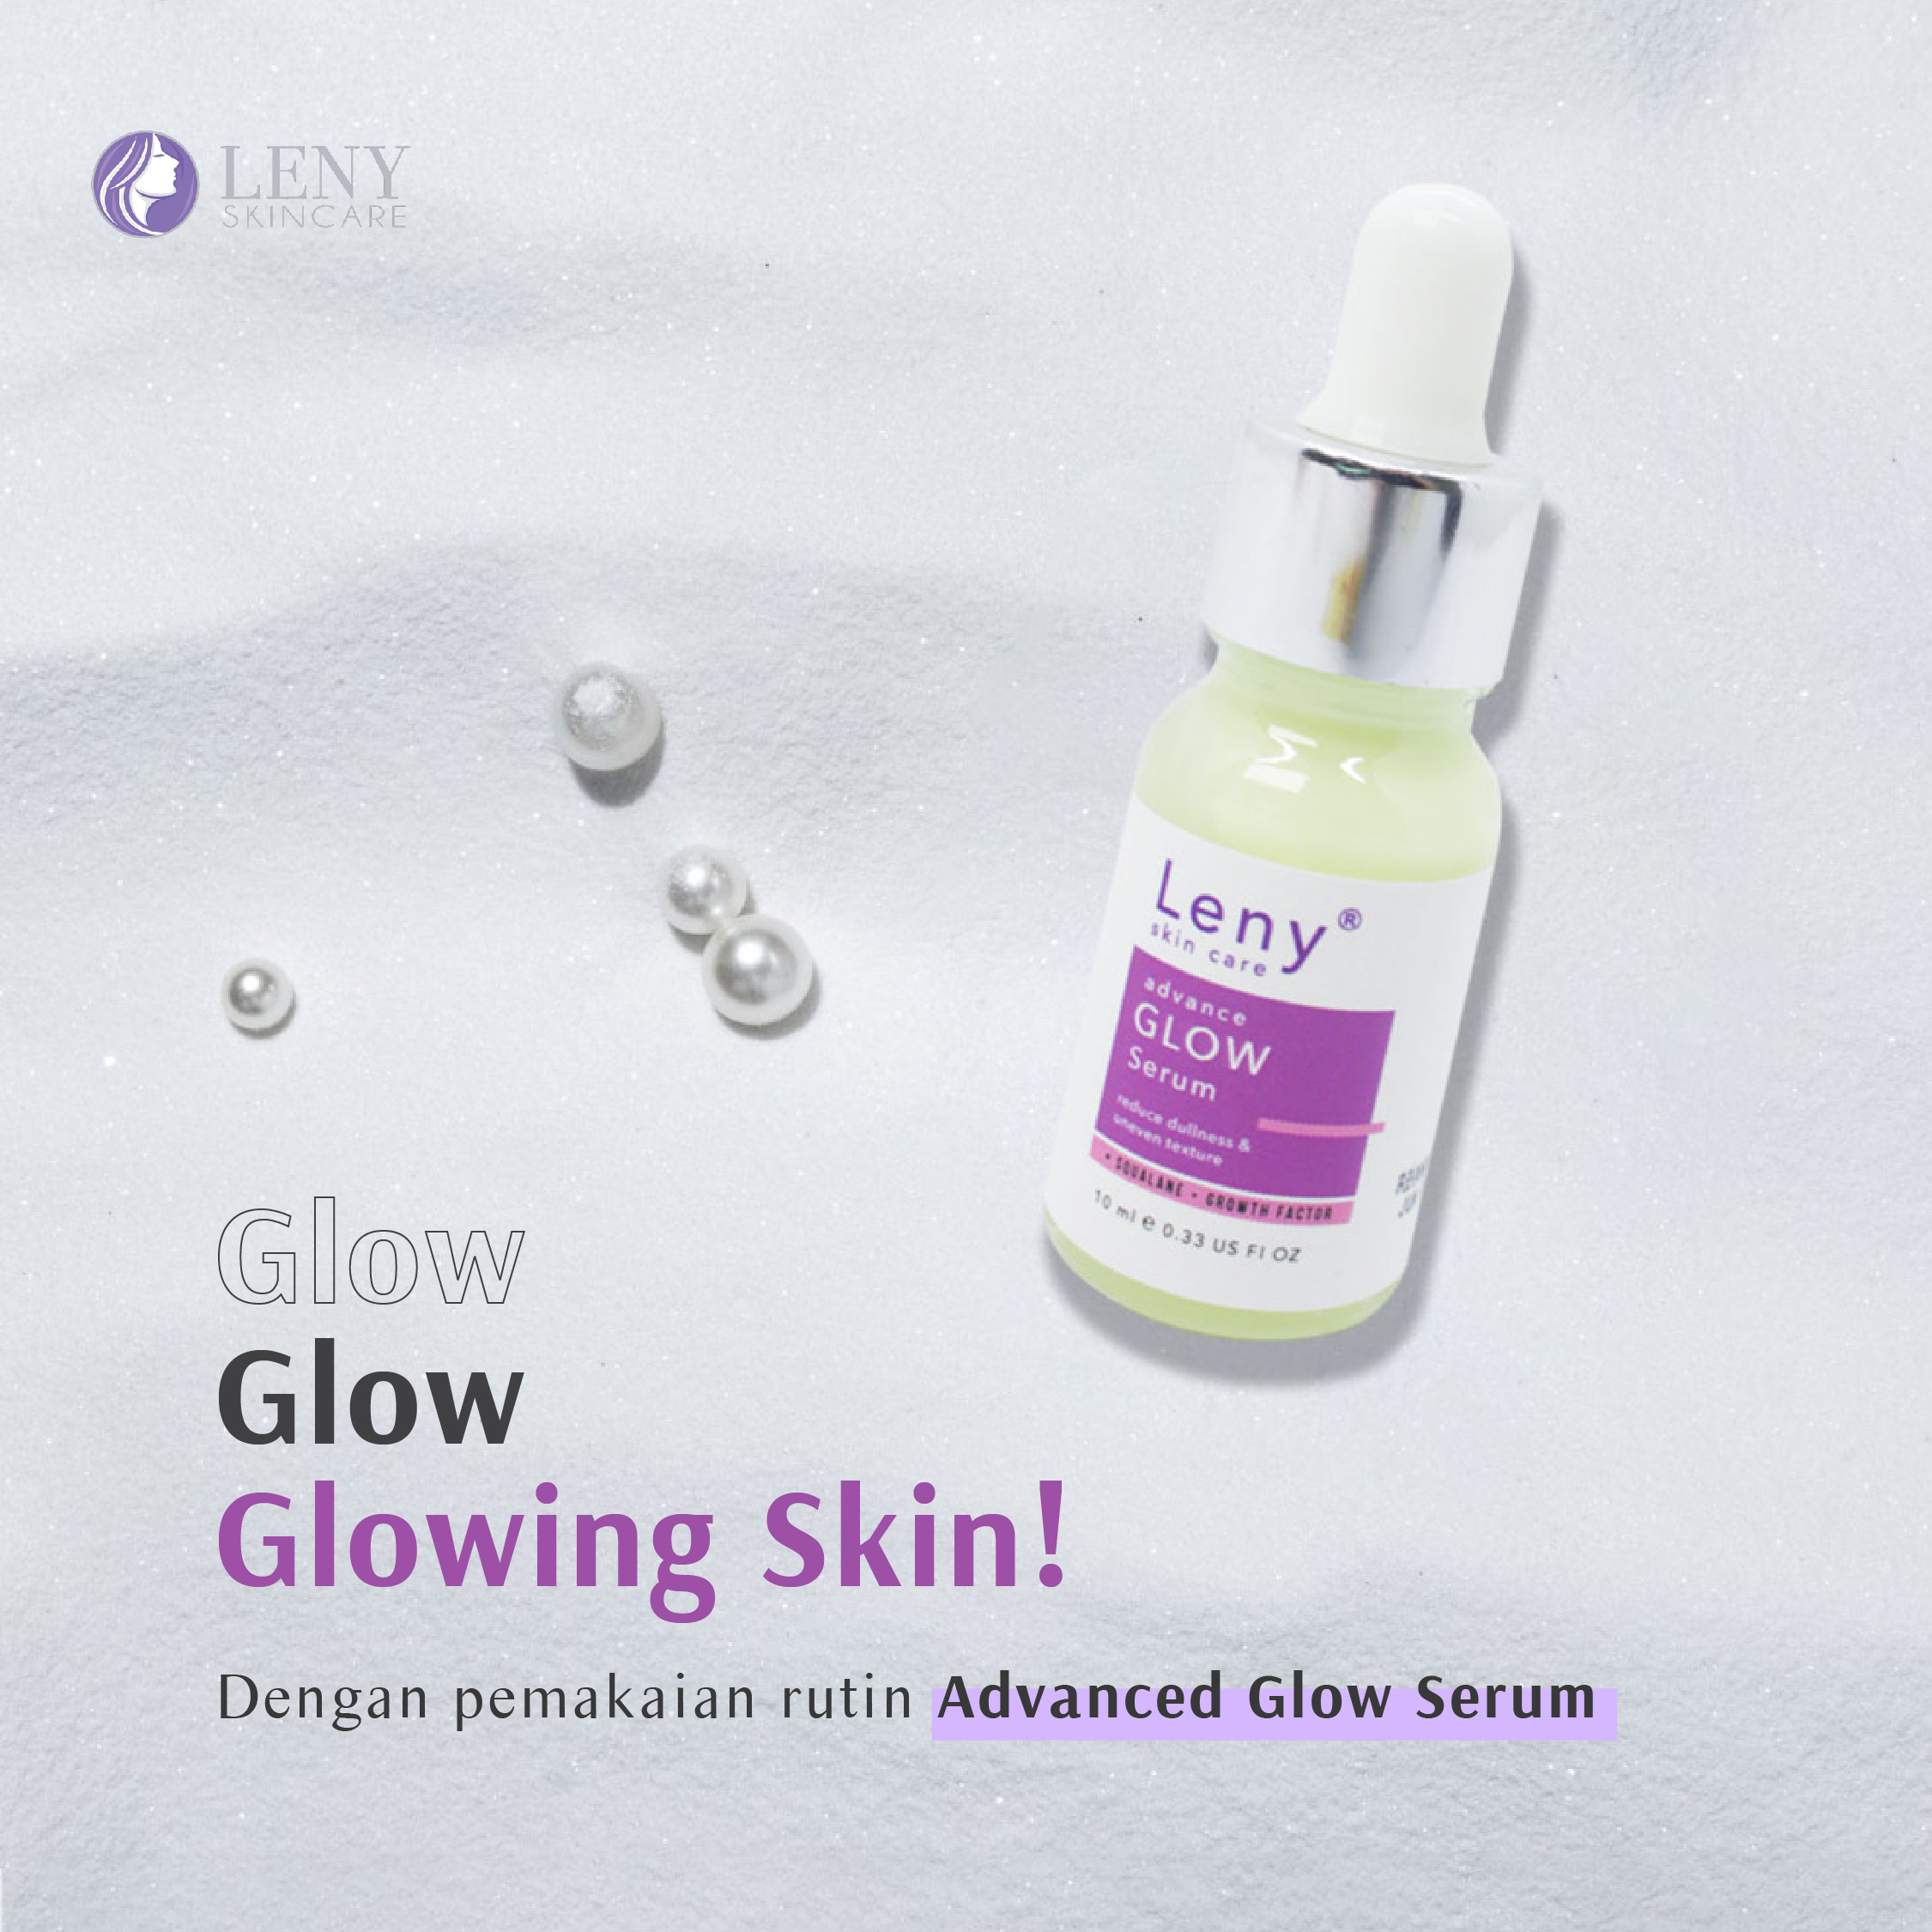 LENY
SKINCARE
Leny®
skin care
advance
GLOW
Serum
reduce dullness &
uneven texture
+ SQUALANE + GROWTH FACTOR
10 ml e 0.33 US Fl OZ
Glow
Glow
Glowing Skin!
Dengan pemakaian rutin Advanced Glow Serum